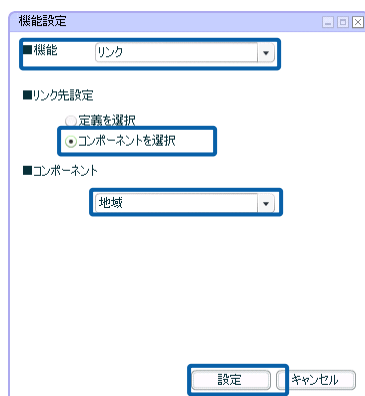 機能設定
■機能 リンク
■リンク先設定
定義を選択
コンポーネントを選択
■コンポーネント
地域
設定 キャンセル